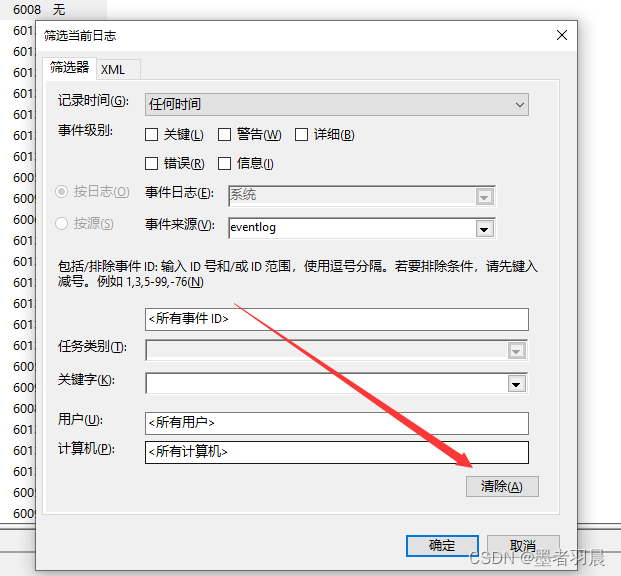 6008 无
601
筛选当前日志
601
筛选器 XML
601
601
记录时间(G): 任何时间
601
601
事件级别: 关键(L) 警告(W) 详细(B)
601
错误(R) 信息(I)
600
按日志(O) 事件日志(E): 系统
600
按源(S) 事件来源(V): eventlog
601
包括/排除事件 ID: 输入 ID 号和/或 ID 范围，使用逗号分隔。若要排除条件，请先键入
减号。例如 1,3,5-99,-76(N)
601
601
<所有事件 ID>
601
任务类别(T):
600
关键字(K):
600
600
用户(U): <所有用户>
601
计算机(P): <所有计算机>
601
清除(A)
600
600
确定 取消
CSDN @墨者羽晨